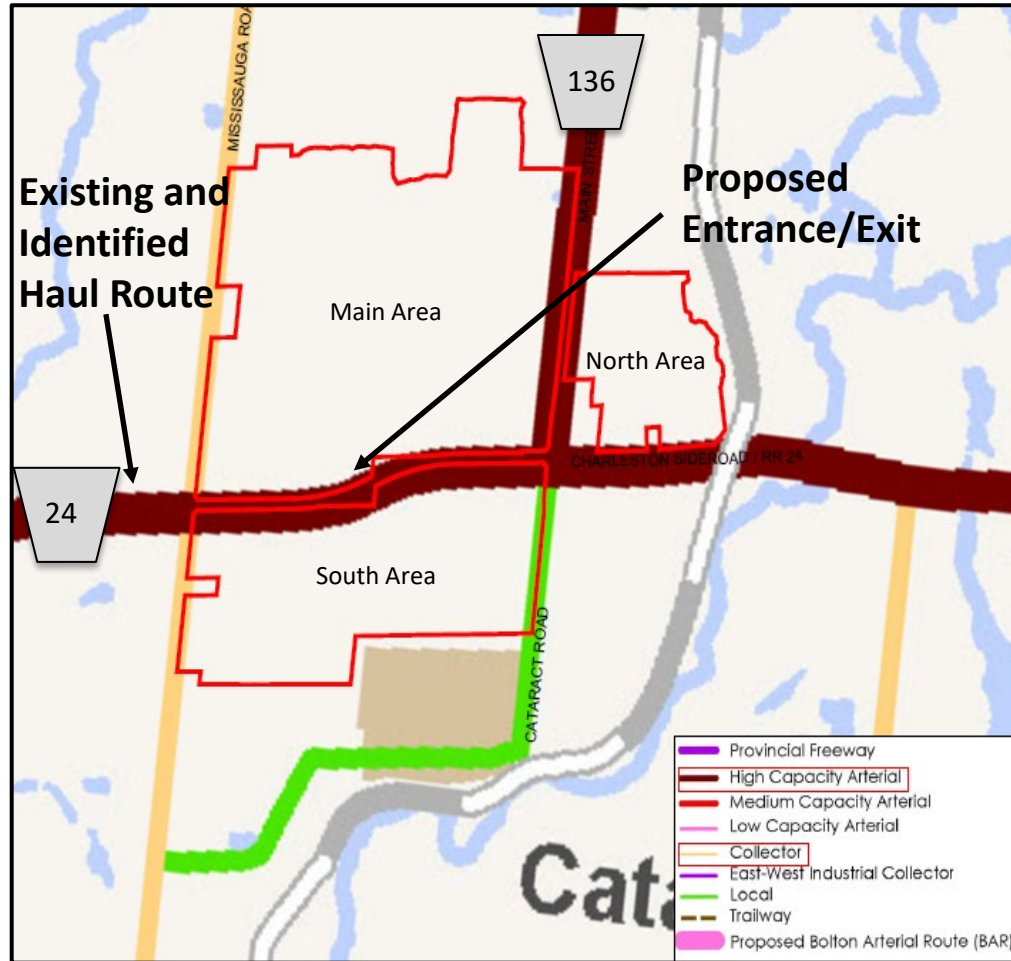 MISSISSAUGA ROA
136
MAIN STREE
Existing and
Identified
Haul Route
Proposed
Entrance/Exit
Main Area
North Area
CHARLESTON SIDEROAD / RR 24
24
South Area
CATARACT ROAD
Cata
Provincial Freeway
High Capacity Arterial
Medium Capacity Arterial
Low Capacity Arterial
Collector
East-West Industrial Collector
Local
Trailway
Proposed Bolton Arterial Route (BAR)